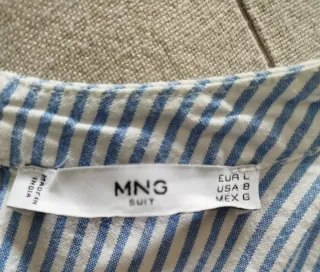 MADE IN
INDIA
MNG
SUIT
EUR L
USA 8
MEX G